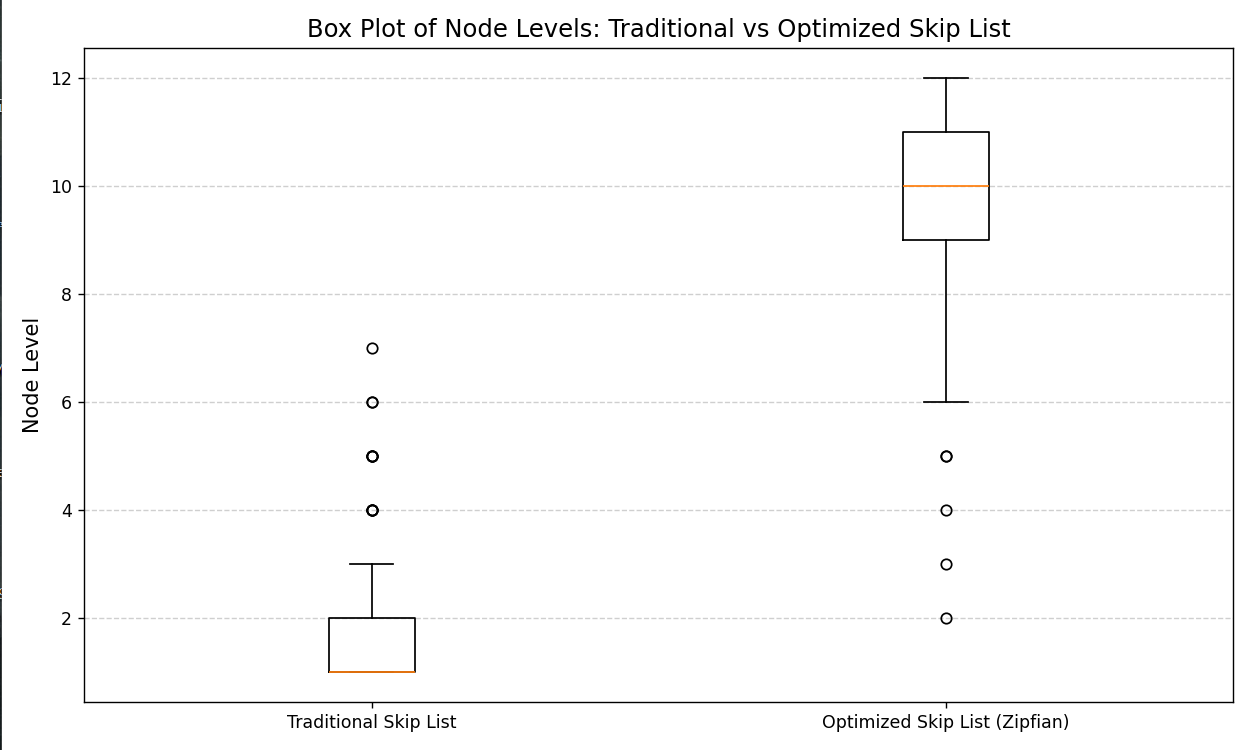 Box Plot of Node Levels: Traditional vs Optimized Skip List
12
10
8
6
4
2
Node Level
Traditional Skip List
Optimized Skip List (Zipfian)